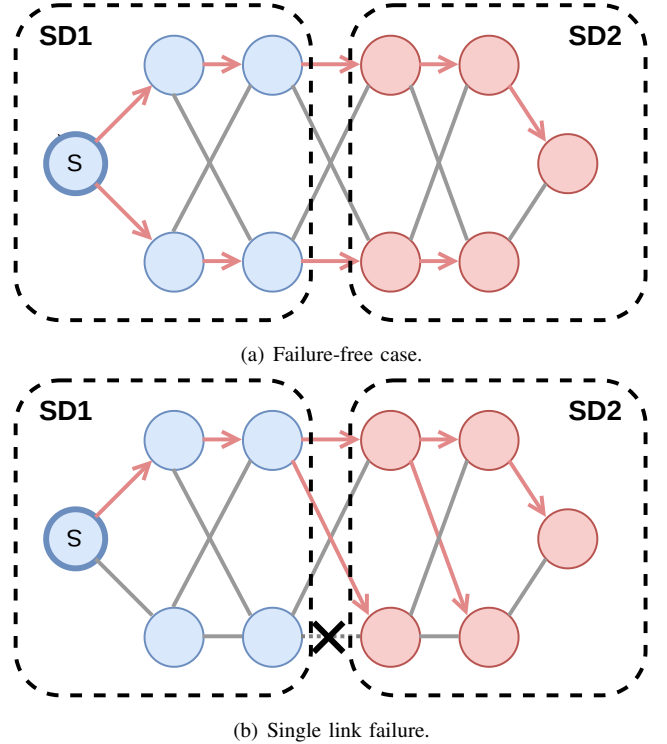 SD1
SD2
S
(a) Failure-free case.
SD1
SD2
S
(b) Single link failure.